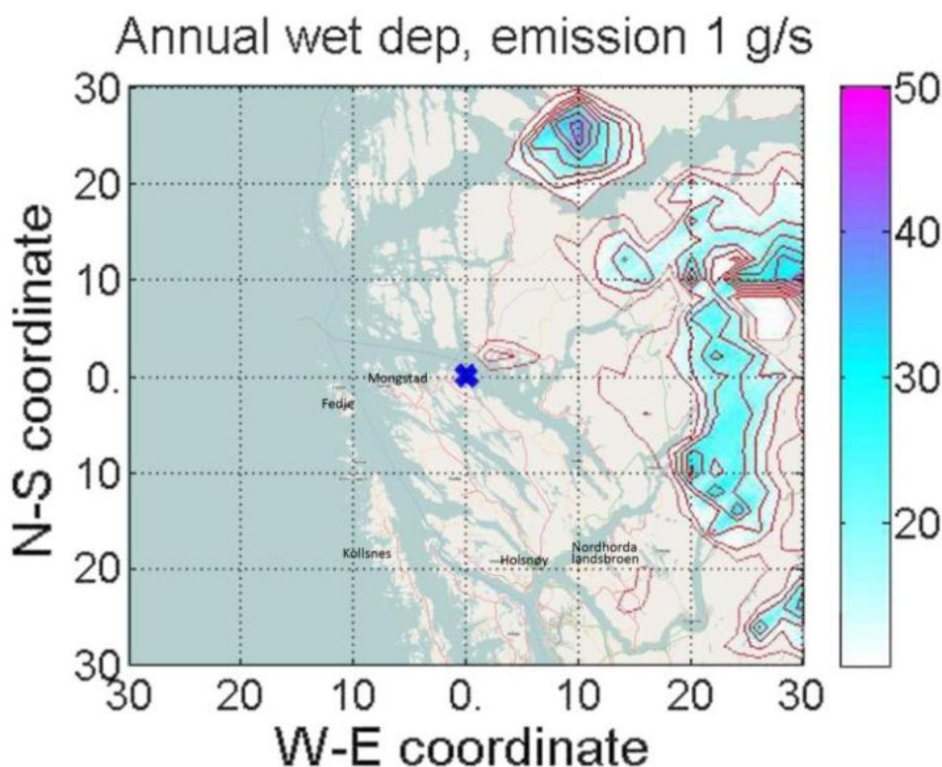 Annual wet dep, emission 1 g/s
N-S coordinate
30
20
10
0.
10
20
30
Mongstad
Fedje
Kollsnes
Holsnøy
Nordhorda
landsbroen
30
20
10
0.
10
20
30
W-E coordinate
50
40
30
20